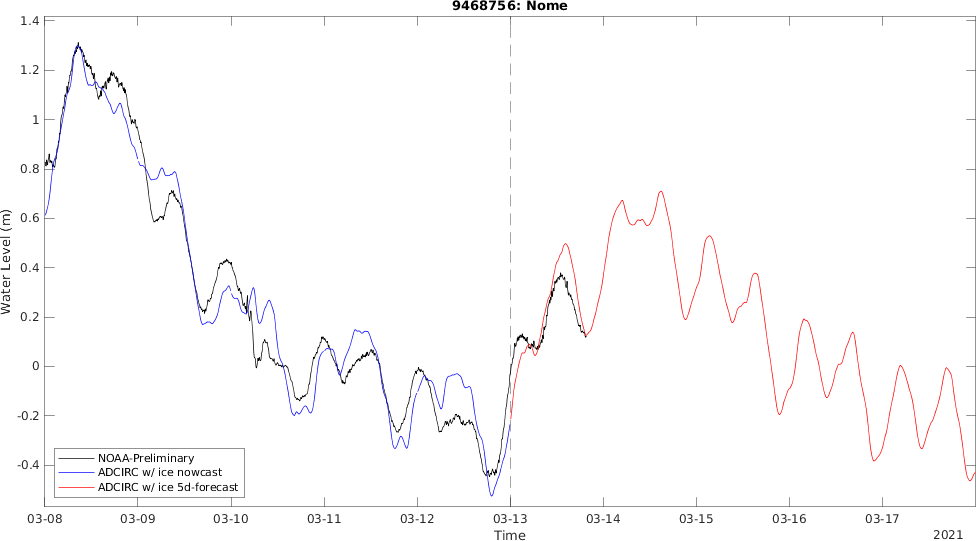 9468756: Nome
1.4
1.2
1
0.8
0.6
0.4
0.2
0
-0.2
-0.4
Water Level (m)
NOAA-Preliminary
ADCIRC w/ ice nowcast
ADCIRC w/ ice 5d-forecast
03-08 03-09 03-10 03-11 03-12 03-13 03-14 03-15 03-16 03-17
Time
2021